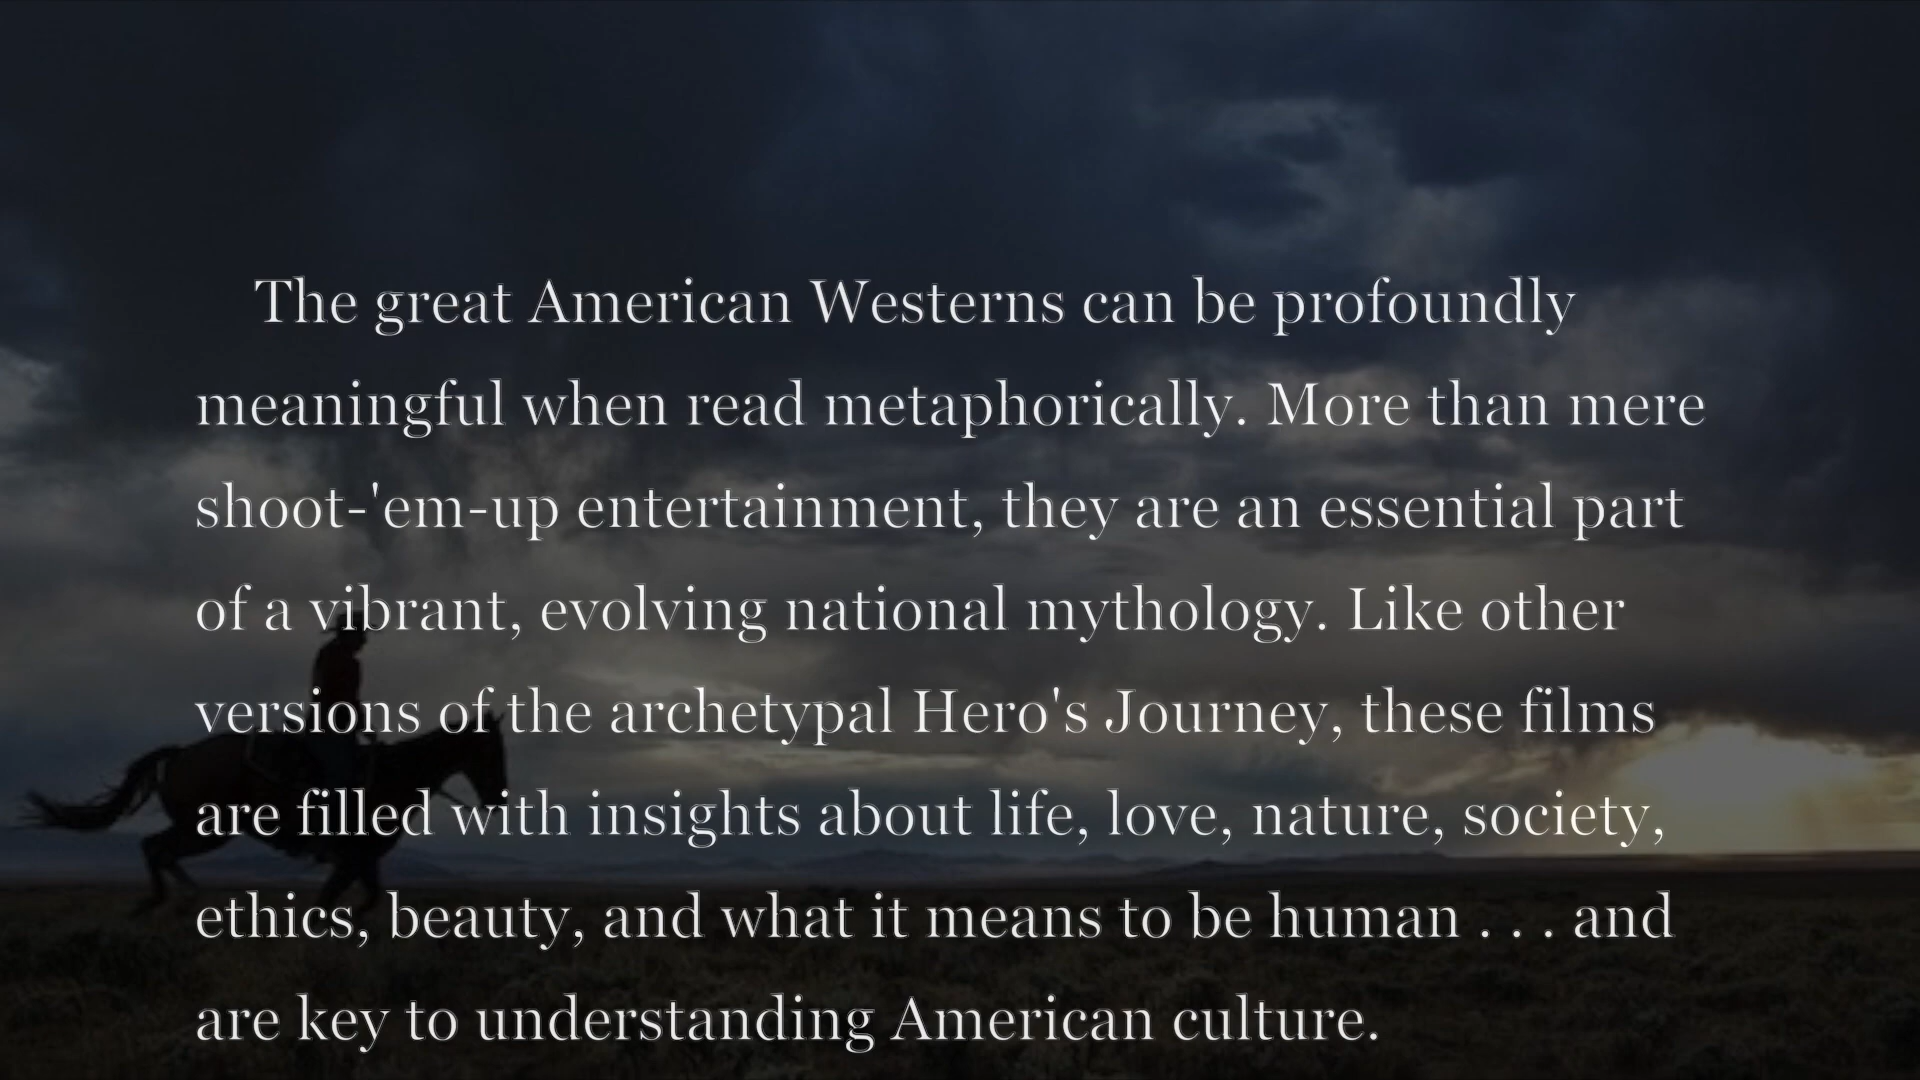 The great American Westerns can be profoundly
meaningful when read metaphorically. More than mere
shoot-'em-up entertainment, they are an essential part
of a vibrant, evolving national mythology. Like other
versions of the archetypal Hero's Journey, these films
are filled with insights about life, love, nature, society,
ethics, beauty, and what it means to be human . . . and
are key to understanding American culture.